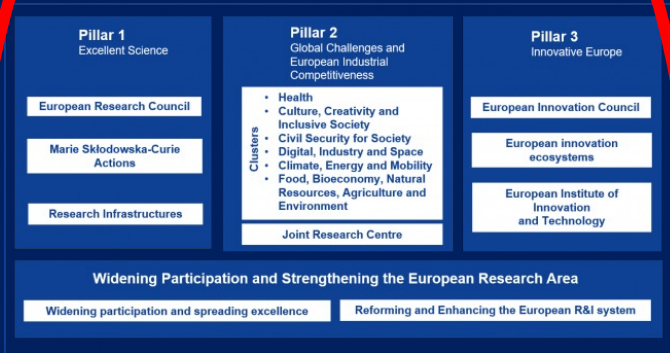 Pillar 1
Excellent Science
European Research Council
Marie Skłodowska-Curie
Actions
Research Infrastructures
Pillar 2
Global Challenges and
European Industrial
Competitiveness
Clusters
• Health
• Culture, Creativity and
Inclusive Society
• Civil Security for Society
• Digital, Industry and Space
• Climate, Energy and Mobility
• Food, Bioeconomy, Natural
Resources, Agriculture and
Environment
Joint Research Centre
Pillar 3
Innovative Europe
European Innovation Council
European innovation
ecosystems
European Institute of
Innovation
and Technology
Widening Participation and Strengthening the European Research Area
Widening participation and spreading excellence
Reforming and Enhancing the European R&I system